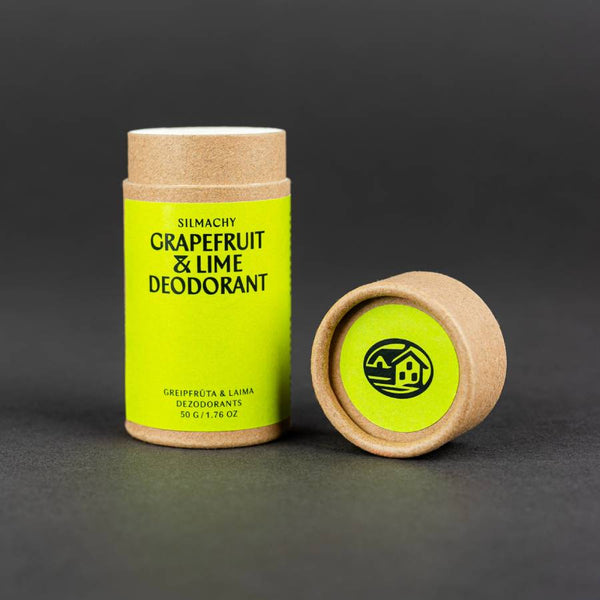 SILMACHY
GRAPEFRUIT
& LIME
DEODORANT
GREIPFRŪTA & LAIMA
DEZODORANTS
50 G / 1.76 OZ